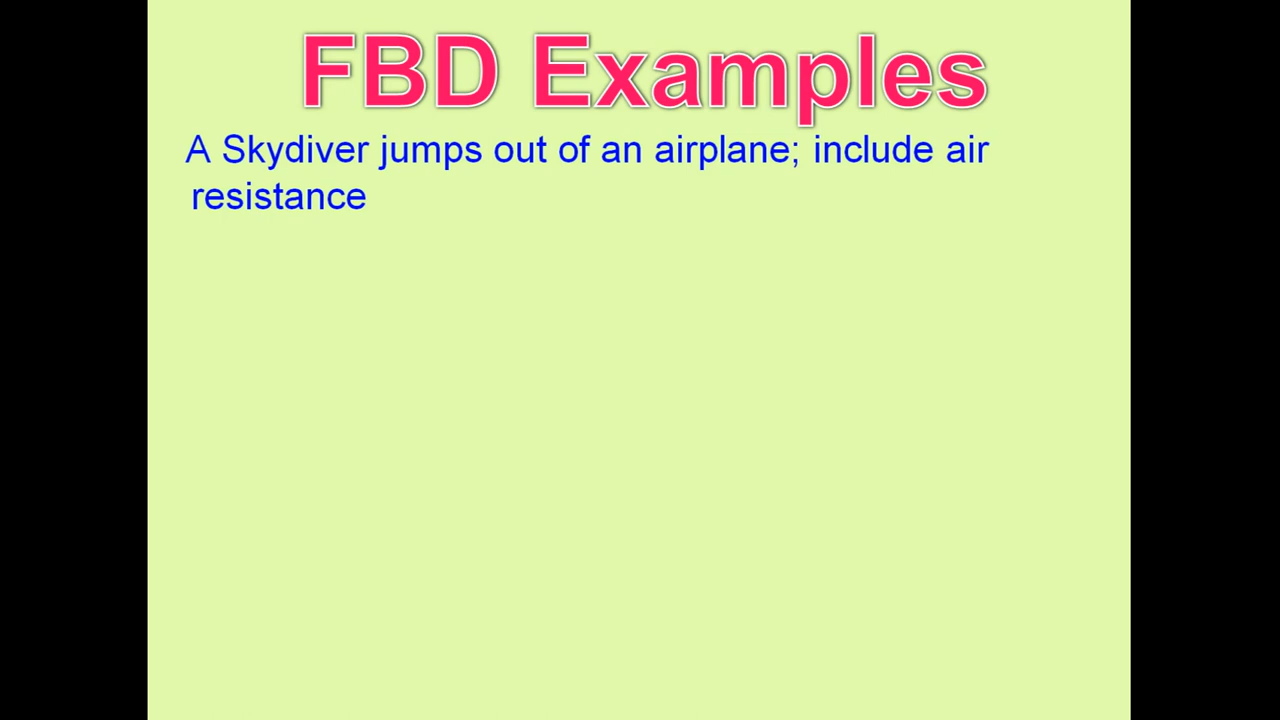 FBD Examples
A Skydiver jumps out of an airplane; include air
resistance